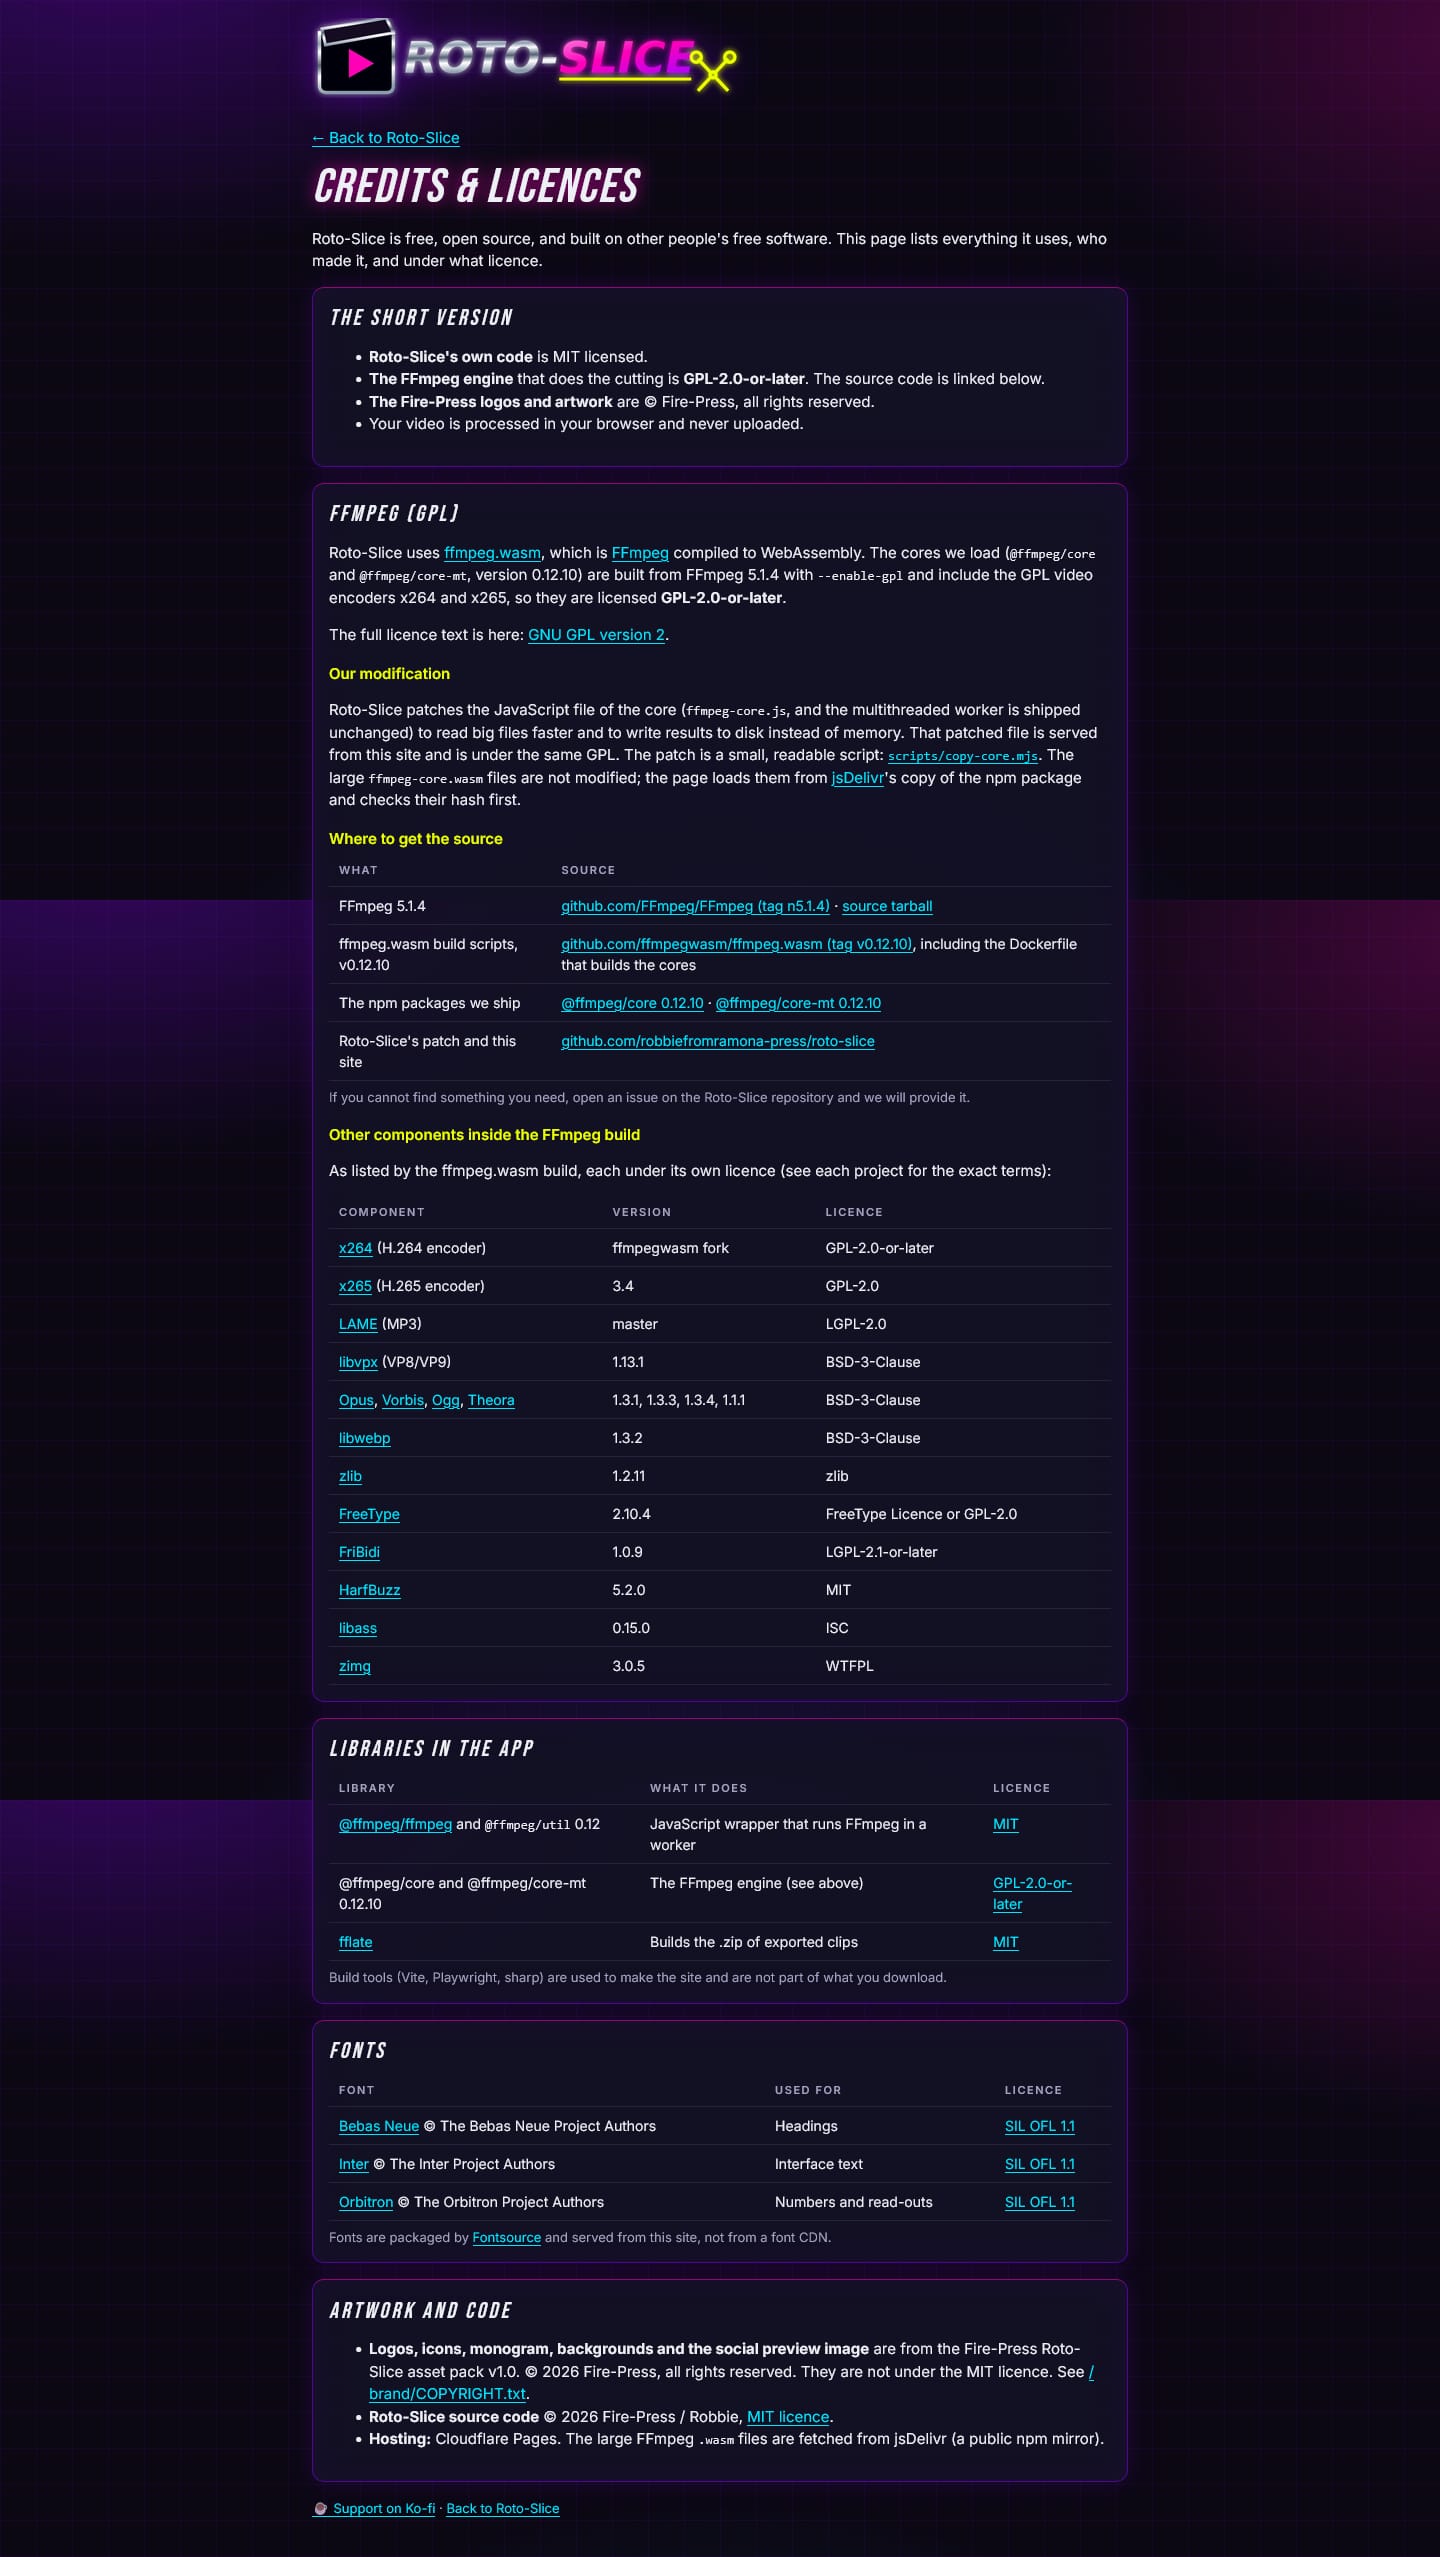 ROTO-SLICE
← Back to Roto-Slice
CREDITS & LICENCES
Roto-Slice is free, open source, and built on other people's free software. This page lists everything it uses, who
made it, and under what licence.
THE SHORT VERSION
• Roto-Slice's own code is MIT licensed.
• The FFmpeg engine that does the cutting is GPL-2.0-or-later. The source code is linked below.
• The Fire-Press logos and artwork are © Fire-Press, all rights reserved.
• Your video is processed in your browser and never uploaded.
FFMPEG (GPL)
Roto-Slice uses ffmpeg.wasm, which is FFmpeg compiled to WebAssembly. The cores we load (@ffmpeg/core
and @ffmpeg/core-mt, version 0.12.10) are built from FFmpeg 5.1.4 with --enable-gpl and include the GPL video
encoders x264 and x265, so they are licensed GPL-2.0-or-later.
The full licence text is here: GNU GPL version 2.
Our modification
Roto-Slice patches the JavaScript file of the core (ffmpeg-core.js, and the multithreaded worker is shipped
unchanged) to read big files faster and to write results to disk instead of memory. That patched file is served
from this site and is under the same GPL. The patch is a small, readable script: scripts/copy-core.mjs. The
large ffmpeg-core.wasm files are not modified; the page loads them from jsDelivr's copy of the npm package
and checks their hash first.
Where to get the source
WHAT SOURCE
FFmpeg 5.1.4 github.com/FFmpeg/FFmpeg (tag n5.1.4) · source tarball
ffmpeg.wasm build scripts, github.com/ffmpegwasm/ffmpeg.wasm (tag v0.12.10), including the Dockerfile
v0.12.10 that builds the cores
The npm packages we ship @ffmpeg/core 0.12.10 · @ffmpeg/core-mt 0.12.10
Roto-Slice's patch and this github.com/robbiefromramona-press/roto-slice
site
If you cannot find something you need, open an issue on the Roto-Slice repository and we will provide it.
Other components inside the FFmpeg build
As listed by the ffmpeg.wasm build, each under its own licence (see each project for the exact terms):
COMPONENT VERSION LICENCE
x264 (H.264 encoder) ffmpegwasm fork GPL-2.0-or-later
x265 (H.265 encoder) 3.4 GPL-2.0
LAME (MP3) master LGPL-2.0
libvpx (VP8/VP9) 1.13.1 BSD-3-Clause
Opus, Vorbis, Ogg, Theora 1.3.1, 1.3.3, 1.3.4, 1.1.1 BSD-3-Clause
libwebp 1.3.2 BSD-3-Clause
zlib 1.2.11 zlib
FreeType 2.10.4 FreeType Licence or GPL-2.0
FriBidi 1.0.9 LGPL-2.1-or-later
HarfBuzz 5.2.0 MIT
libass 0.15.0 ISC
zimg 3.0.5 WTFPL
LIBRARIES IN THE APP
LIBRARY WHAT IT DOES LICENCE
@ffmpeg/ffmpeg and @ffmpeg/util 0.12 JavaScript wrapper that runs FFmpeg in a MIT
worker
@ffmpeg/core and @ffmpeg/core-mt The FFmpeg engine (see above) GPL-2.0-or-
0.12.10 later
fflate Builds the .zip of exported clips MIT
Build tools (Vite, Playwright, sharp) are used to make the site and are not part of what you download.
FONTS
FONT USED FOR LICENCE
Bebas Neue © The Bebas Neue Project Authors Headings SIL OFL 1.1
Inter © The Inter Project Authors Interface text SIL OFL 1.1
Orbitron © The Orbitron Project Authors Numbers and read-outs SIL OFL 1.1
Fonts are packaged by Fontsource and served from this site, not from a font CDN.
ARTWORK AND CODE
• Logos, icons, monogram, backgrounds and the social preview image are from the Fire-Press Roto-
Slice asset pack v1.0. © 2026 Fire-Press, all rights reserved. They are not under the MIT licence. See /
brand/COPYRIGHT.txt.
• Roto-Slice source code © 2026 Fire-Press / Robbie, MIT licence.
• Hosting: Cloudflare Pages. The large FFmpeg .wasm files are fetched from jsDelivr (a public npm mirror).
Support on Ko-fi · Back to Roto-Slice